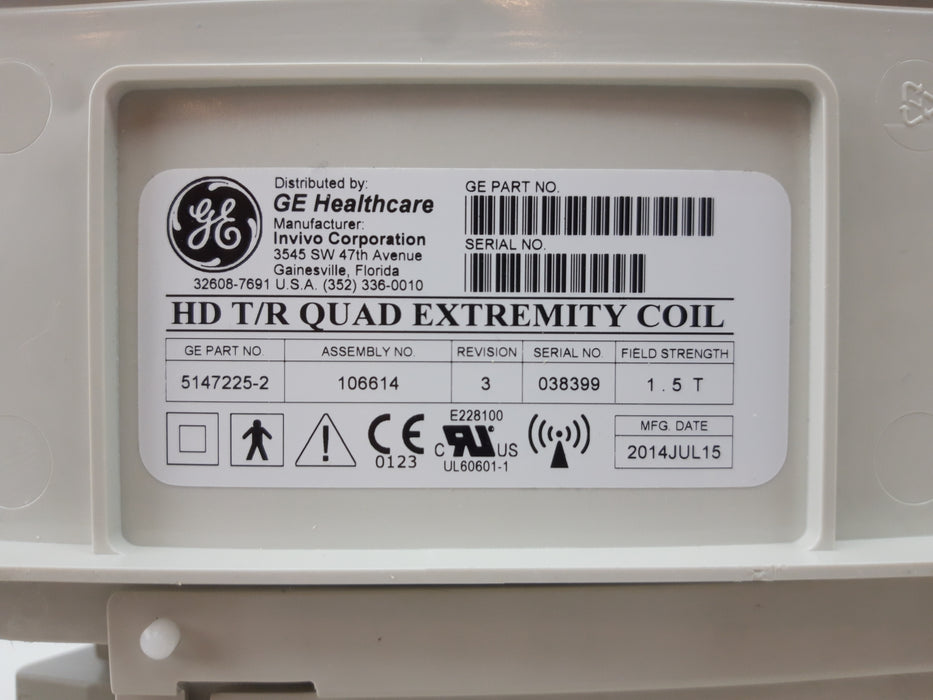 GE
Distributed by:
GE Healthcare
Manufacturer:
Invivo Corporation
3545 SW 47th Avenue
Gainesville, Florida
32608-7691 U.S.A. (352) 336-0010
GE PART NO.
SERIAL NO.
HD T/R QUAD EXTREMITY COIL
GE PART NO. ASSEMBLY NO. REVISION SERIAL NO. FIELD STRENGTH
5147225-2 106614 3 038399 1.5 T
CE
0123
E228100
C RU US
UL60601-1
MFG. DATE
2014JUL15